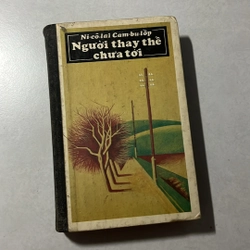 Ni-cô-lai Cam-bu-lốp
Người thay thế
chưa tới